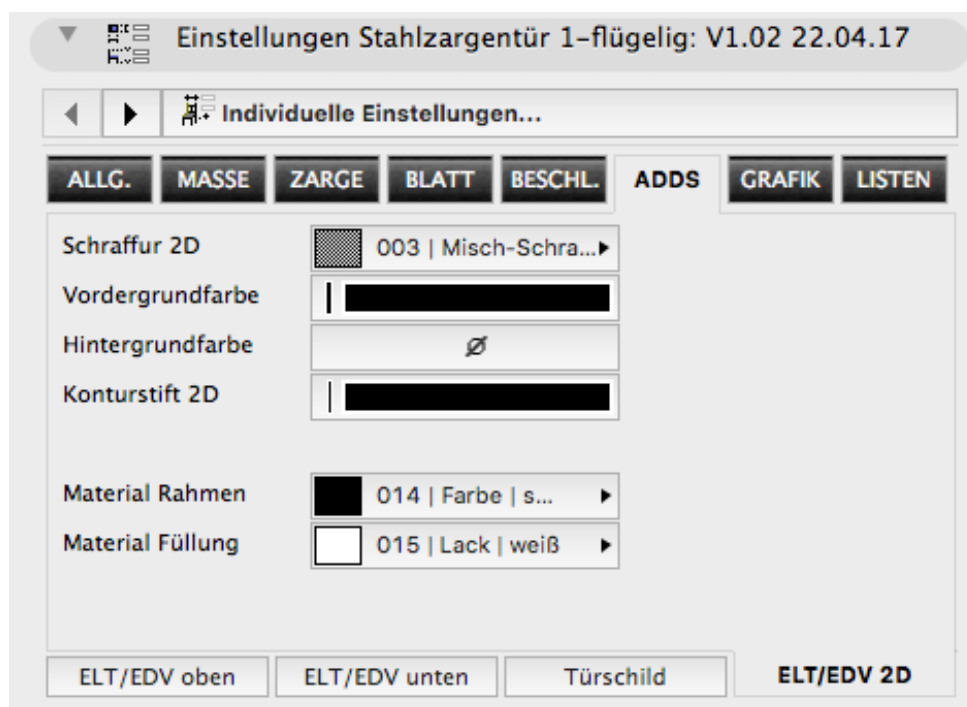 Einstellungen Stahlzargentür 1-flügelig: V1.02 22.04.17
Individuelle Einstellungen...
ALLG. MASSE ZARGE BLATT BESCHL. ADDS GRAFIK LISTEN
Schraffur 2D 003 | Misch-Schra...
Vordergrundfarbe
Hintergrundfarbe
Konturstift 2D
Material Rahmen 014 | Farbe | s...
Material Füllung 015 | Lack | weiß
ELT/EDV oben ELT/EDV unten Türschild ELT/EDV 2D